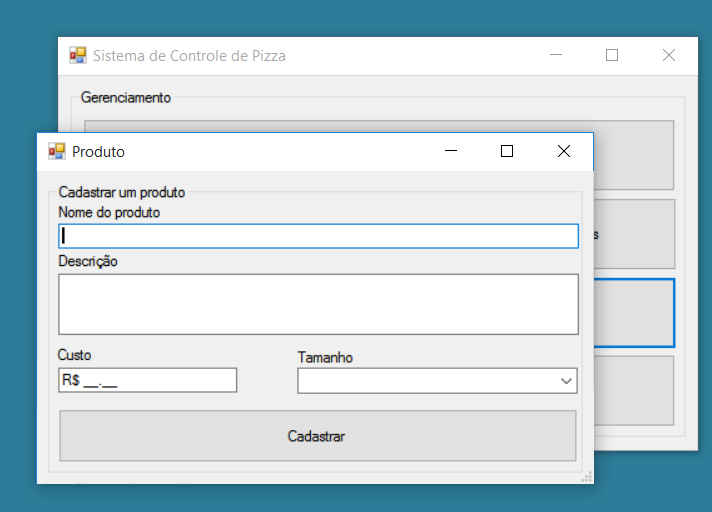 Sistema de Controle de Pizza
Gerenciamento
Produto
Cadastrar um produto
Nome do produto
Descrição
Custo
Tamanho
R$ __.__
Cadastrar